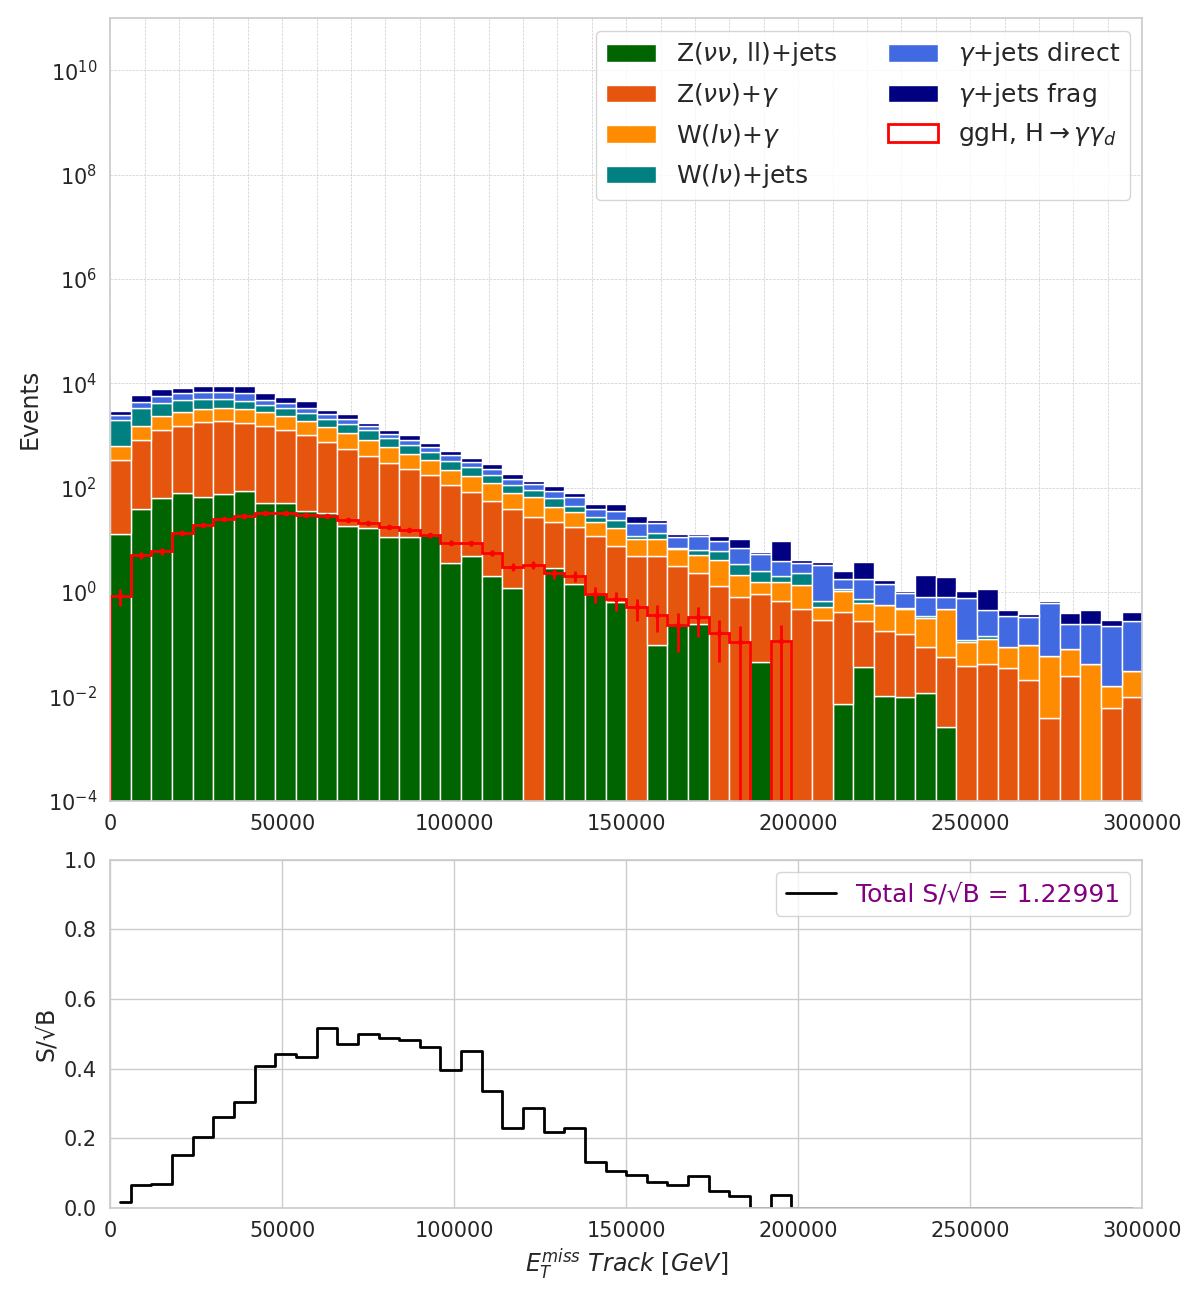 Z(νν, ll)+jets
Z(νν)+γ
W(lν)+γ
W(lν)+jets
γ+jets direct
γ+jets frag
ggH, H→γγ_d
Events
10^10
10^8
10^6
10^4
10^2
10^0
10^−2
10^−4
0 50000 100000 150000 200000 250000 300000
Total S/√B = 1.22991
S/√B
1.0
0.8
0.6
0.4
0.2
0.0
0 50000 100000 150000 200000 250000 300000
E_T^miss Track [GeV]